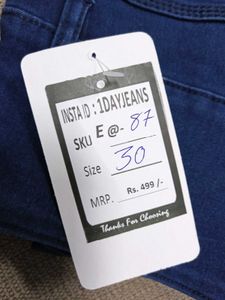 INSTA ID : 1DAYJEANS
SKU E @- 87
Size 30
MRP. Rs. 499 /-
Thanks For Choosing